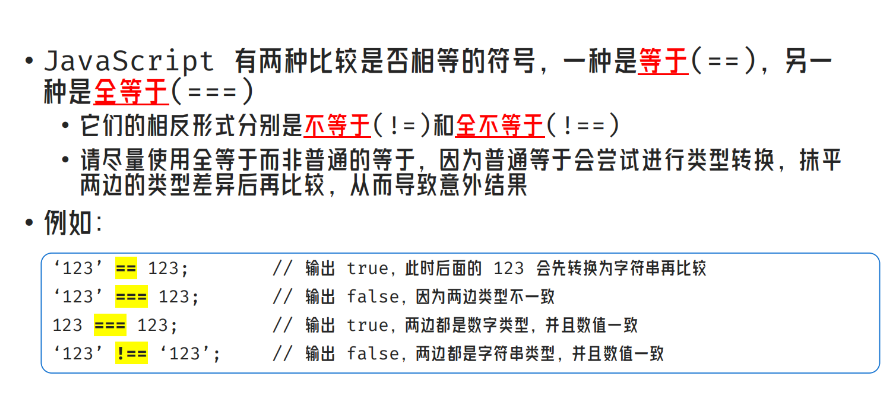 • JavaScript 有两种比较是否相等的符号，一种是等于(==)，另一
种是全等于(===)
• 它们的相反形式分别是不等于(!=)和全不等于(!==)
• 请尽量使用全等于而非普通的等于，因为普通等于会尝试进行类型转换，抹平
两边的类型差异后再比较，从而导致意外结果
• 例如：
‘123’ == 123; // 输出 true，此时后面的 123 会先转换为字符串再比较
‘123’ === 123; // 输出 false，因为两边类型不一致
123 === 123; // 输出 true，两边都是数字类型，并且数值一致
‘123’ !== ‘123’; // 输出 false，两边都是字符串类型，并且数值一致